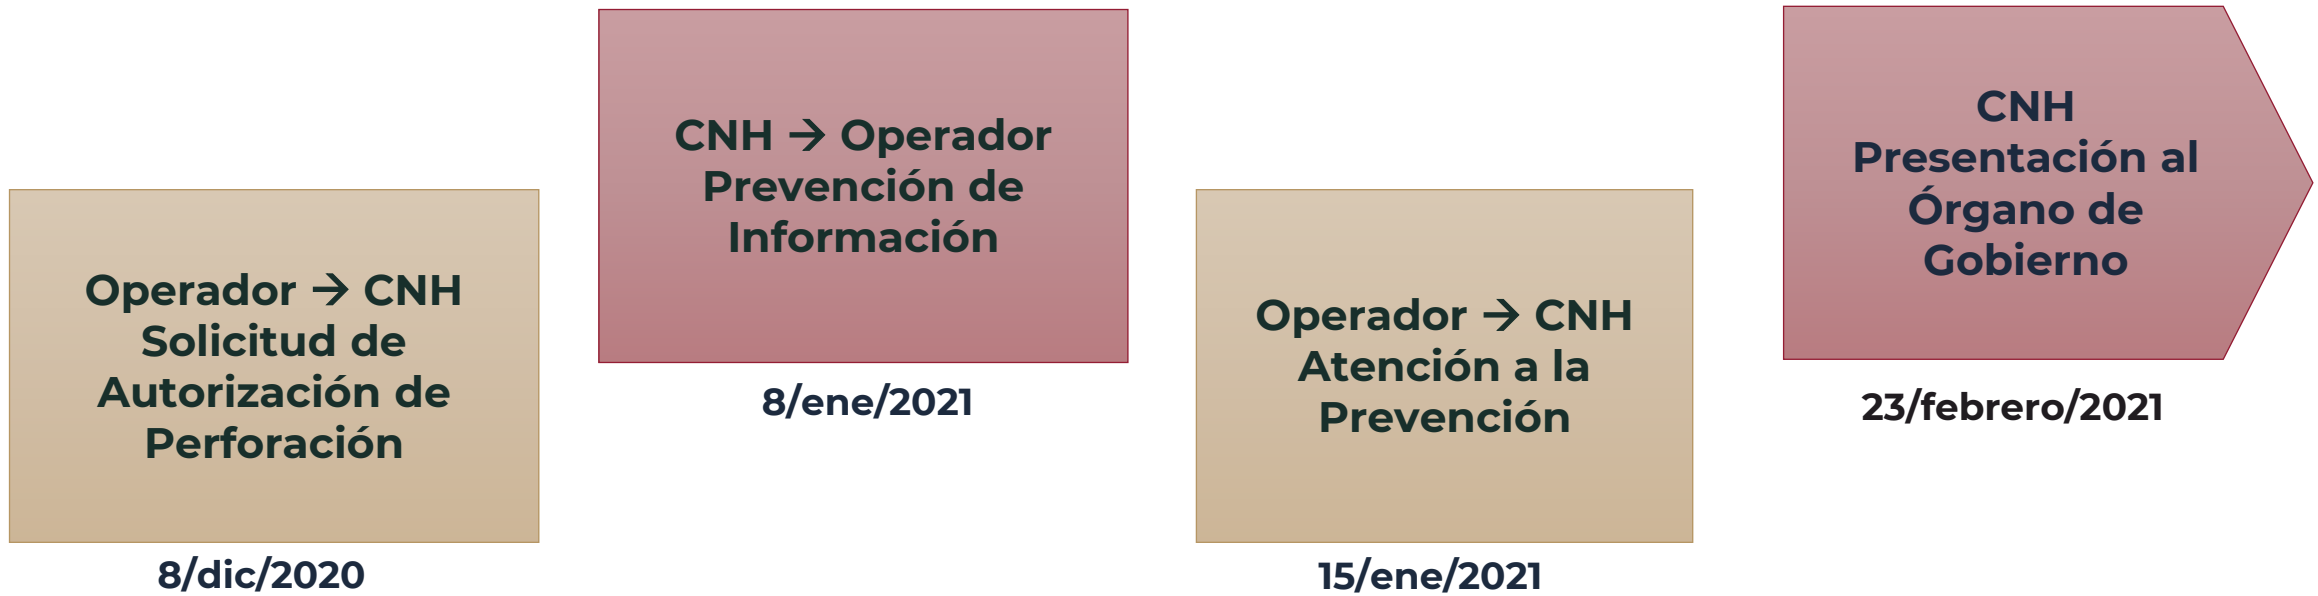 Operador → CNH
Solicitud de
Autorización de
Perforación
8/dic/2020
CNH → Operador
Prevención de
Información
8/ene/2021
Operador → CNH
Atención a la
Prevención
15/ene/2021
CNH
Presentación al
Órgano de
Gobierno
23/febrero/2021